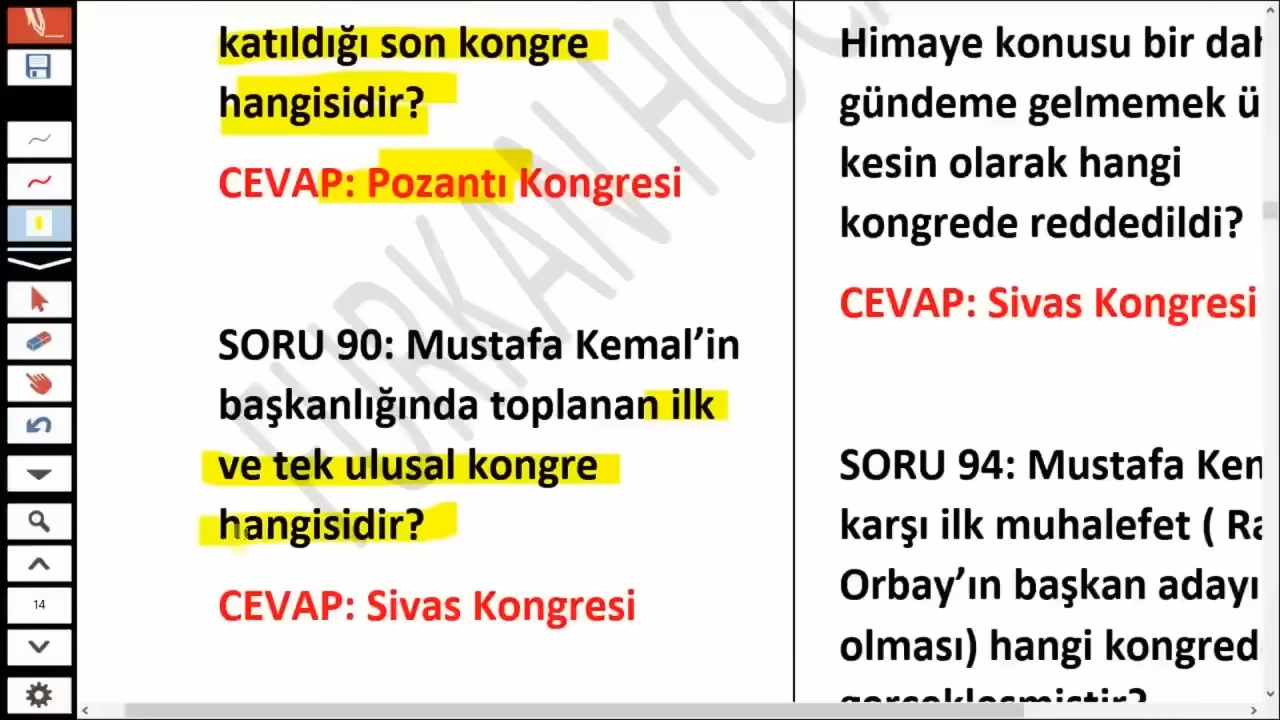 katıldığı son kongre
hangisidir?
CEVAP: Pozantı Kongresi
SORU 90: Mustafa Kemal’in
başkanlığında toplanan ilk
ve tek ulusal kongre
hangisidir?
CEVAP: Sivas Kongresi
Himaye konusu bir
gündeme gelmemek
kesin olarak hangi
kongrede reddedildi?
CEVAP: Sivas Kongresi
SORU 94: Mustafa
karşı ilk muhalefet (
Orbay’ın başkan adayı
olması) hangi
FURKAN
14